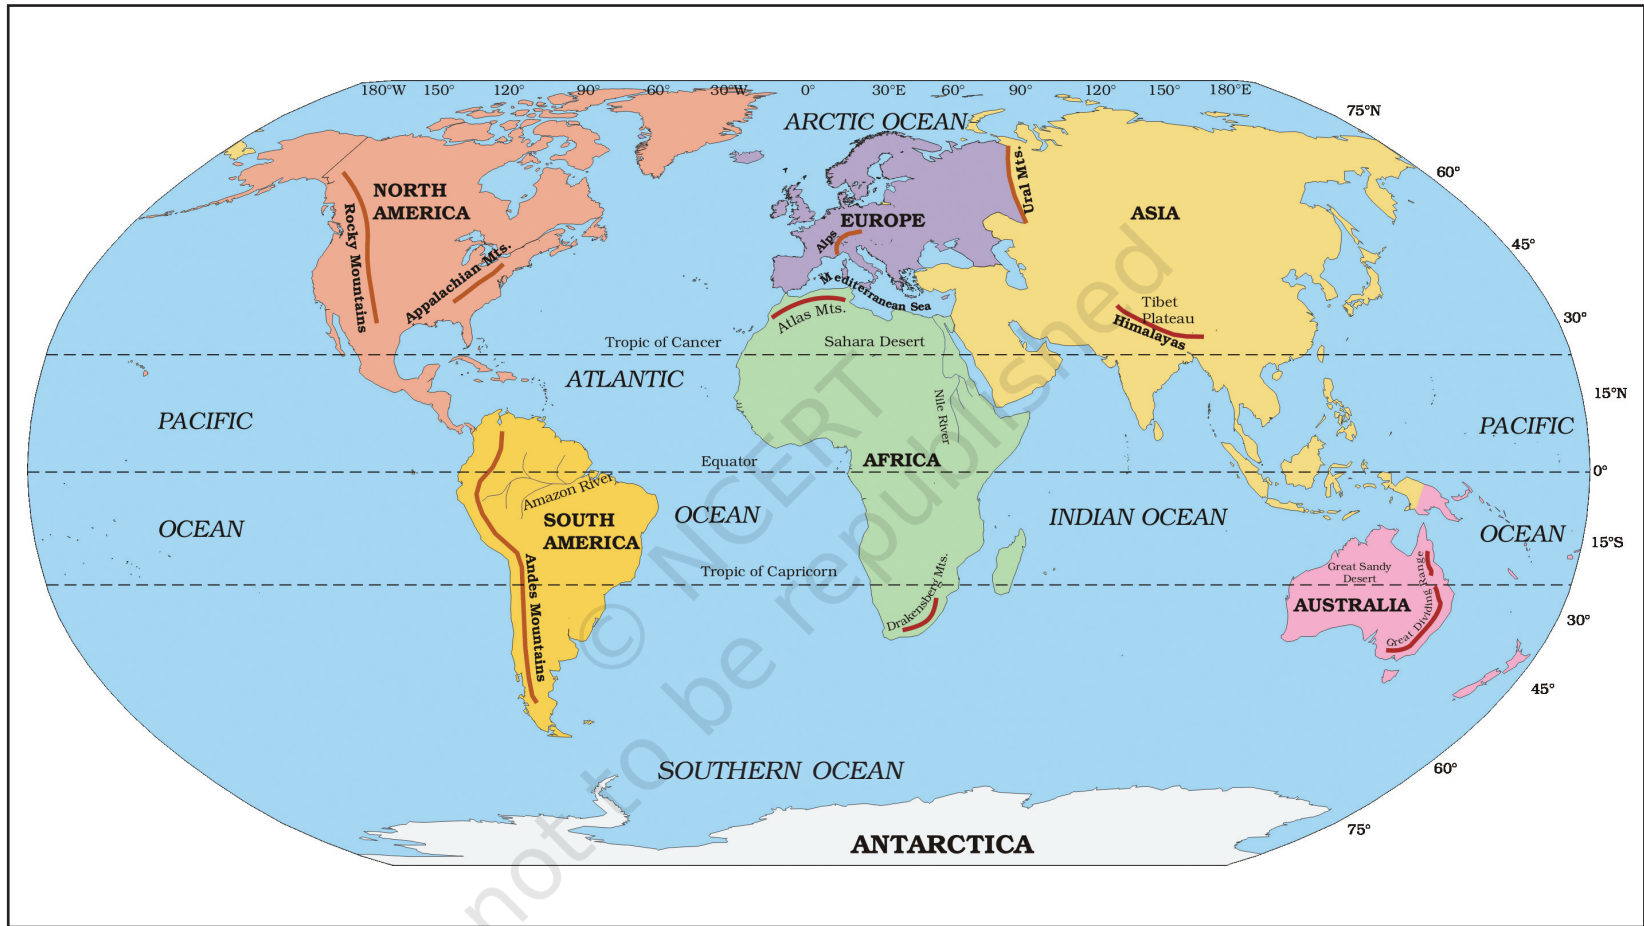 180°W 150° 120° 90° 60° 30°W 0° 30°E 60° 90° 120° 150° 180°E
75°N
ARCTIC OCEAN
60°
NORTH
AMERICA
Rocky Mountains
Appalachian Mts.
EUROPE
Alps
Ural Mts.
ASIA
45°
Mediterranean Sea
Atlas Mts.
Tibet
Plateau
Himalayas
30°
Tropic of Cancer
Sahara Desert
ATLANTIC
15°N
Nile River
PACIFIC
PACIFIC
Equator
AFRICA
0°
Amazon River
SOUTH
AMERICA
OCEAN
OCEAN
INDIAN OCEAN
OCEAN
15°S
Andes Mountains
Tropic of Capricorn
Drakensberg Mts.
Great Sandy
Desert
AUSTRALIA
Great Dividing Range
30°
45°
SOUTHERN OCEAN
60°
75°
ANTARCTICA
© NCERT
not to be republished